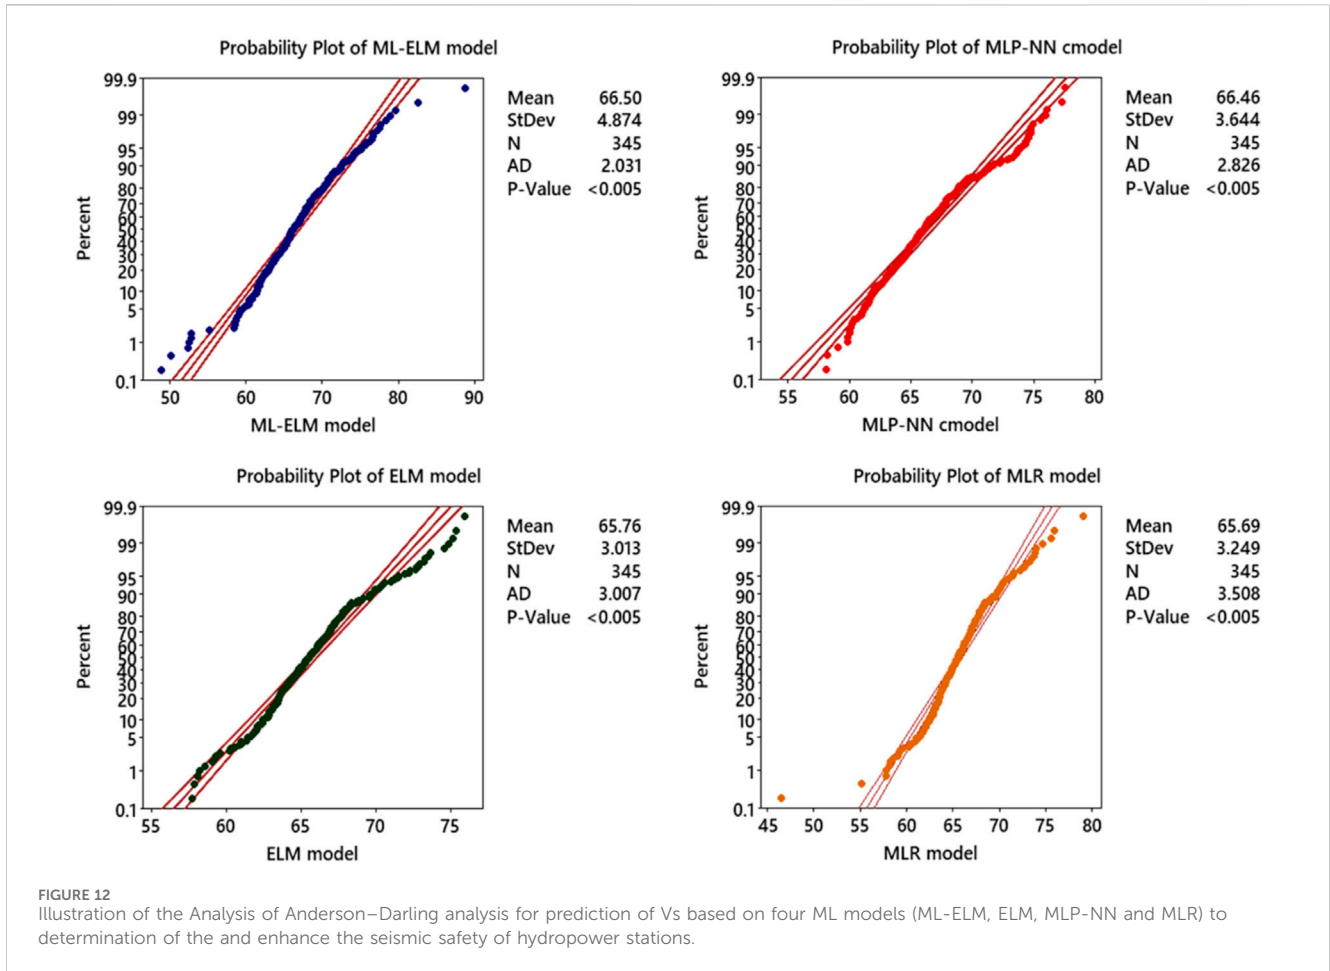 Probability Plot of ML-ELM model
99.9
99
95
90
80
70
60
50
40
30
20
10
5
1
0.1
Percent
50 60 70 80 90
ML-ELM model
Mean 66.50
StDev 4.874
N 345
AD 2.031
P-Value <0.005
Probability Plot of MLP-NN cmodel
99.9
99
95
90
80
70
60
50
40
30
20
10
5
1
0.1
Percent
55 60 65 70 75 80
MLP-NN cmodel
Mean 66.46
StDev 3.644
N 345
AD 2.826
P-Value <0.005
Probability Plot of ELM model
99.9
99
95
90
80
70
60
50
40
30
20
10
5
1
0.1
Percent
55 60 65 70 75
ELM model
Mean 65.76
StDev 3.013
N 345
AD 3.007
P-Value <0.005
Probability Plot of MLR model
99.9
99
95
90
80
70
60
50
40
30
20
10
5
1
0.1
Percent
45 50 55 60 65 70 75 80
MLR model
Mean 65.69
StDev 3.249
N 345
AD 3.508
P-Value <0.005
FIGURE 12
Illustration of the Analysis of Anderson–Darling analysis for prediction of Vs based on four ML models (ML-ELM, ELM, MLP-NN and MLR) to
determination of the and enhance the seismic safety of hydropower stations.